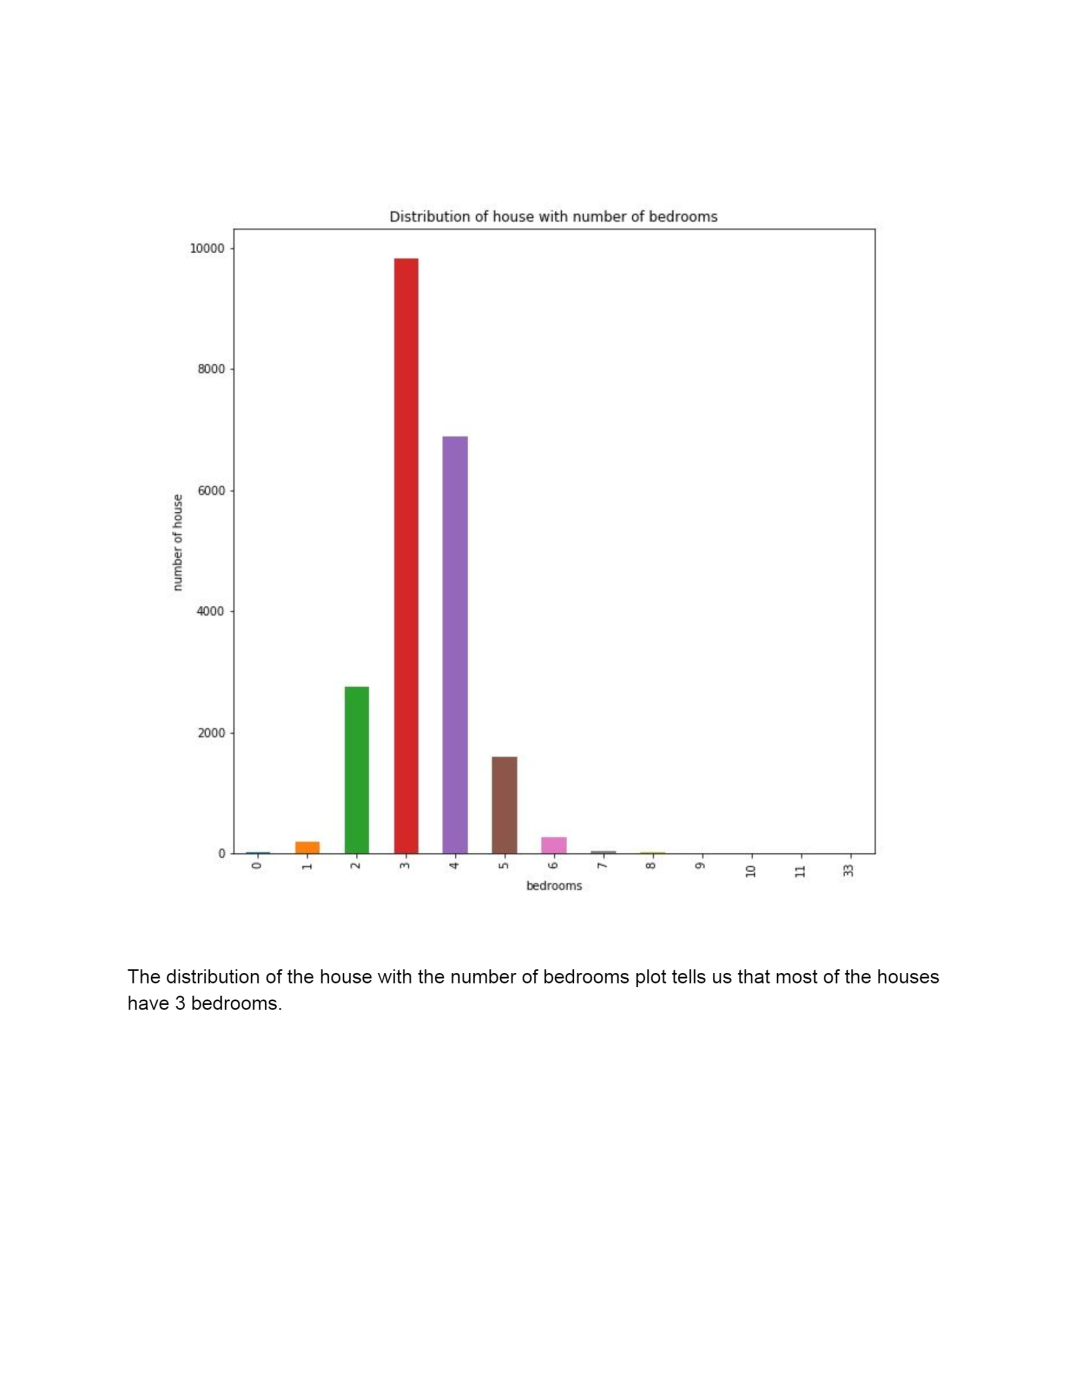 Distribution of house with number of bedrooms
10000
8000
6000
4000
2000
0
number of house
0 1 2 3 4 5 6 7 8 9 10 11 33
bedrooms
The distribution of the house with the number of bedrooms plot tells us that most of the houses
have 3 bedrooms.